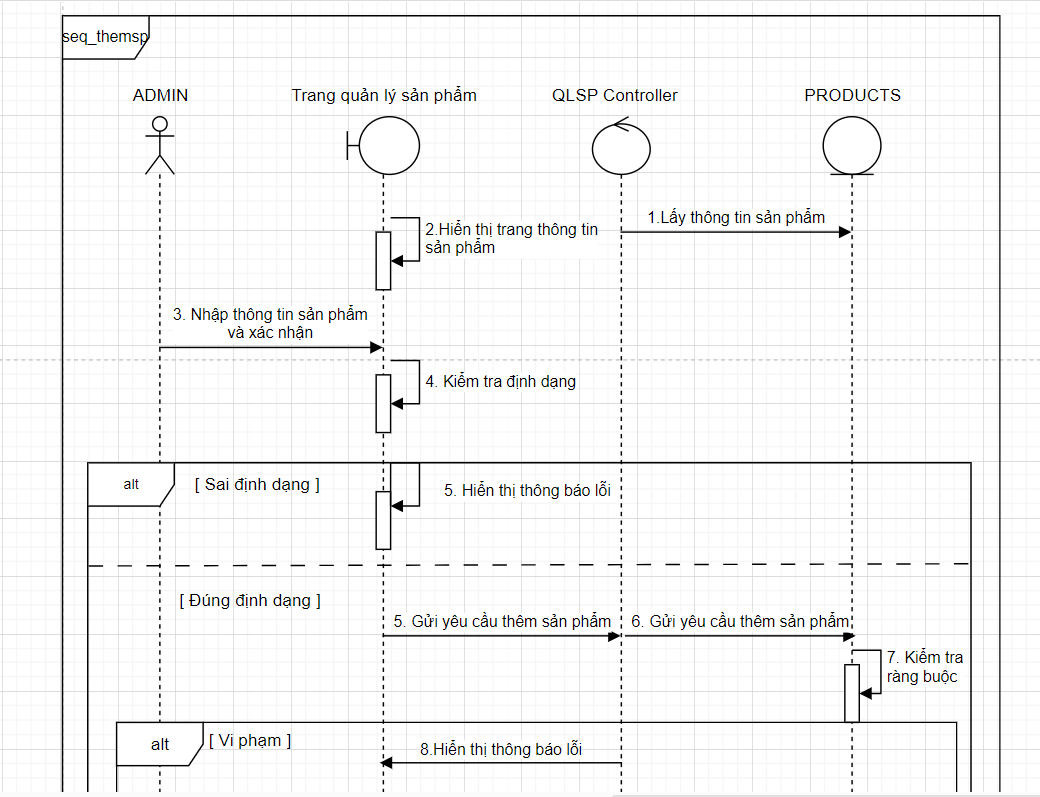 seq_themsp
ADMIN
Trang quản lý sản phẩm
QLSP Controller
PRODUCTS
1.Lấy thông tin sản phẩm
2.Hiển thị trang thông tin
sản phẩm
3. Nhập thông tin sản phẩm
và xác nhận
4. Kiểm tra định dạng
alt
[ Sai định dạng ]
5. Hiển thị thông báo lỗi
[ Đúng định dạng ]
5. Gửi yêu cầu thêm sản phẩm
6. Gửi yêu cầu thêm sản phẩm
7. Kiểm tra
ràng buộc
alt
[ Vi phạm ]
8.Hiển thị thông báo lỗi